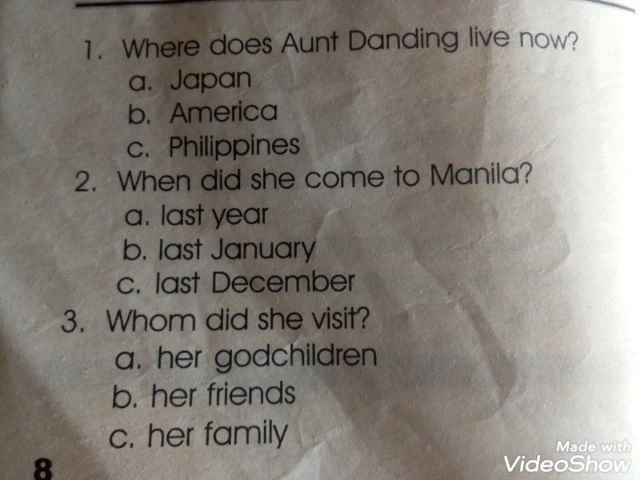 1. Where does Aunt Danding live now?
a. Japan
b. America
c. Philippines
2. When did she come to Manila?
a. last year
b. last January
c. last December
3. Whom did she visit?
a. her godchildren
b. her friends
c. her family
8
Made with
VideoShow